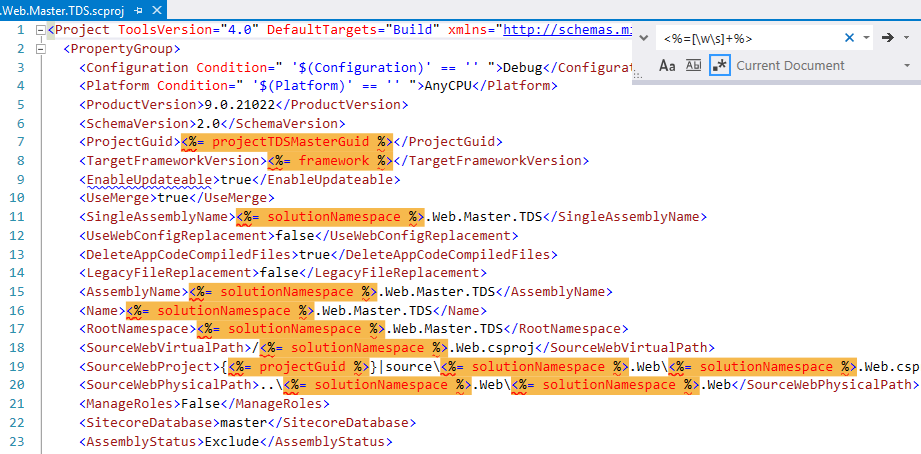 .Web.Master.TDS.scproj
<%=[\w\s]+%>
Aa Ab| .* Current Document
1 <Project ToolsVersion="4.0" DefaultTargets="Build" xmlns="http://schemas.mi
2 <PropertyGroup>
3 <Configuration Condition=" '$(Configuration)' == '' ">Debug</Configurat
4 <Platform Condition=" '$(Platform)' == '' ">AnyCPU</Platform>
5 <ProductVersion>9.0.21022</ProductVersion>
6 <SchemaVersion>2.0</SchemaVersion>
7 <ProjectGuid><%= projectTDSMasterGuid %></ProjectGuid>
8 <TargetFrameworkVersion><%= framework %></TargetFrameworkVersion>
9 <EnableUpdateable>true</EnableUpdateable>
10 <UseMerge>true</UseMerge>
11 <SingleAssemblyName><%= solutionNamespace %>.Web.Master.TDS</SingleAssemblyName>
12 <UseWebConfigReplacement>false</UseWebConfigReplacement>
13 <DeleteAppCodeCompiledFiles>true</DeleteAppCodeCompiledFiles>
14 <LegacyFileReplacement>false</LegacyFileReplacement>
15 <AssemblyName><%= solutionNamespace %>.Web.Master.TDS</AssemblyName>
16 <Name><%= solutionNamespace %>.Web.Master.TDS</Name>
17 <RootNamespace><%= solutionNamespace %>.Web.Master.TDS</RootNamespace>
18 <SourceWebVirtualPath>/<%= solutionNamespace %>.Web.csproj</SourceWebVirtualPath>
19 <SourceWebProject>{<%= projectGuid %>}|source\<%= solutionNamespace %>.Web\<%= solutionNamespace %>.Web.csp
20 <SourceWebPhysicalPath>..\<%= solutionNamespace %>.Web\<%= solutionNamespace %>.Web</SourceWebPhysicalPath>
21 <ManageRoles>False</ManageRoles>
22 <SitecoreDatabase>master</SitecoreDatabase>
23 <AssemblyStatus>Exclude</AssemblyStatus>